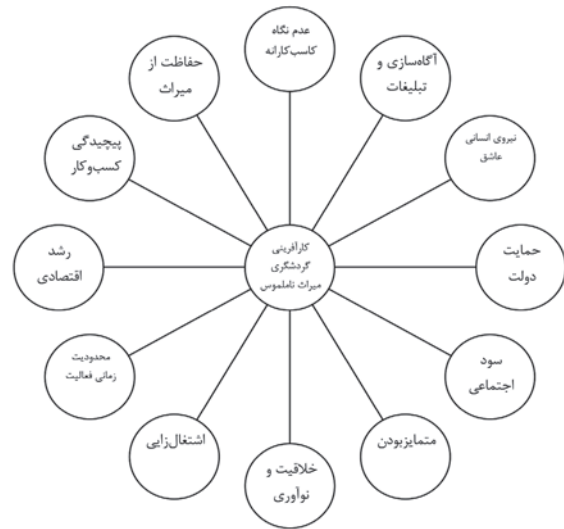 عدم نگاه
کاسب‌کارانه
آگاه‌سازی و
تبلیغات
نیروی انسانی
عاشق
حمایت
دولت
سود
اجتماعی
متمایزبودن
خلاقیت و
نوآوری
اشتغال‌زایی
محدودیت
زمانی فعالیت
رشد
اقتصادی
پیچیدگی
کسب‌وکار
حفاظت از
میراث
کارآفرینی
گردشگری
میراث ناملموس